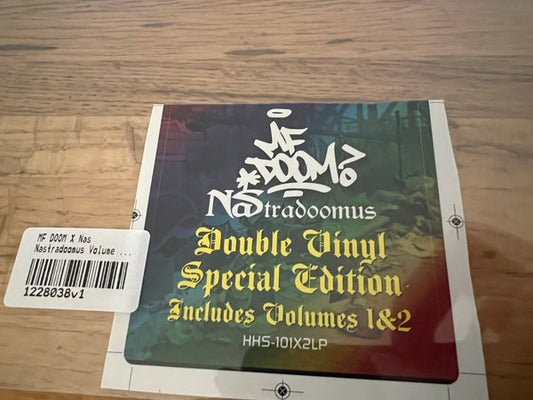 MF
DOOM?
NaStradoomus
Double Vinyl
Special Edition
Includes Volumes 1&2
HHS-101X2LP
MF DOOM X Nas
Nastradoomus Volume ...
1228038v1